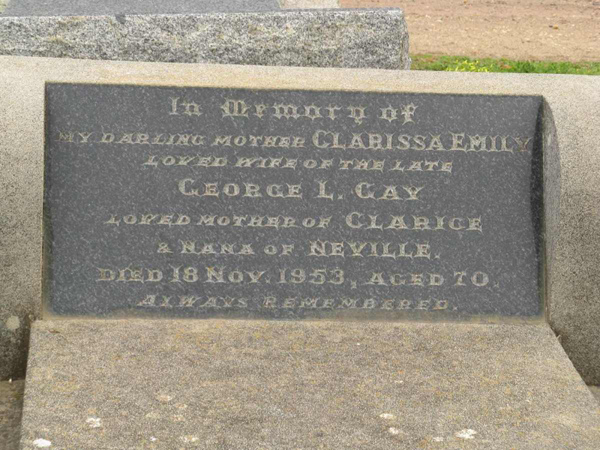 In Memory of
MY DARLING MOTHER CLARISSA EMILY
LOVED WIFE OF THE LATE
GEORGE L. GAY
LOVED MOTHER OF CLARICE
& NANA OF NEVILLE.
DIED 18 NOV. 1953, AGED 70
ALWAYS REMEMBERED.